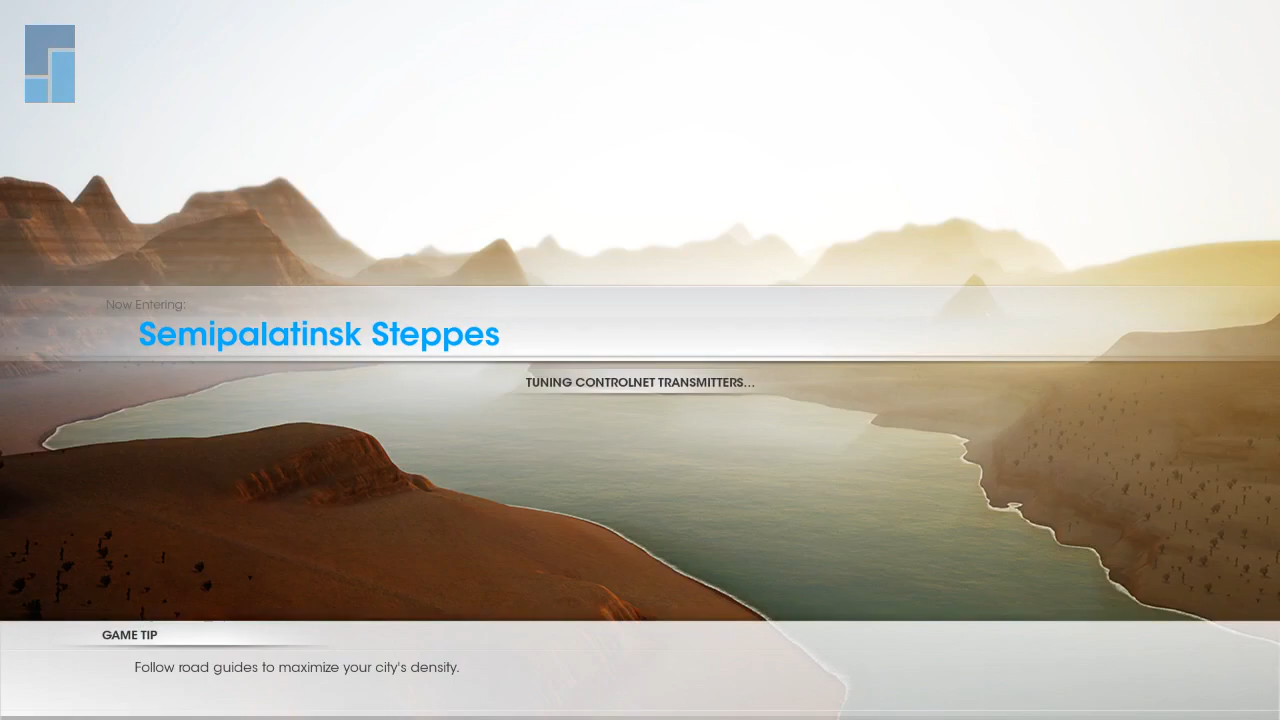 Now Entering:
Semipalatinsk Steppes
TUNING CONTROLNET TRANSMITTERS...
GAME TIP
Follow road guides to maximize your city's density.